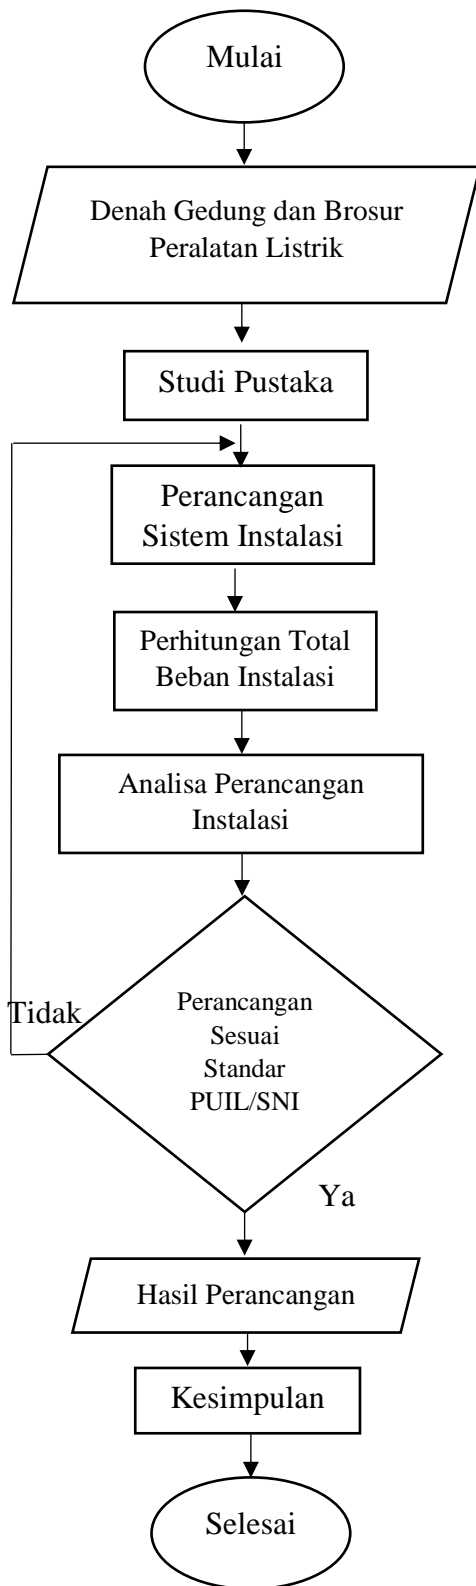 Mulai
Denah Gedung dan Brosur
Peralatan Listrik
Studi Pustaka
Perancangan
Sistem Instalasi
Perhitungan Total
Beban Instalasi
Analisa Perancangan
Instalasi
Tidak
Perancangan
Sesuai
Standar
PUIL/SNI
Ya
Hasil Perancangan
Kesimpulan
Selesai